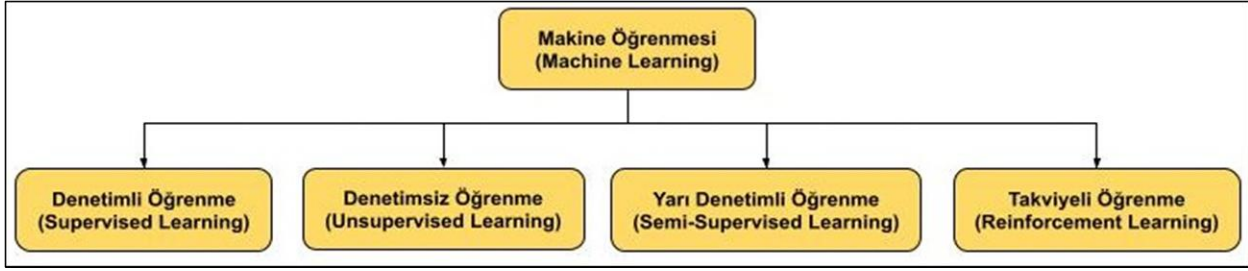 Makine Öğrenmesi
(Machine Learning)
Denetimli Öğrenme
(Supervised Learning)
Denetimsiz Öğrenme
(Unsupervised Learning)
Yarı Denetimli Öğrenme
(Semi-Supervised Learning)
Takviyeli Öğrenme
(Reinforcement Learning)